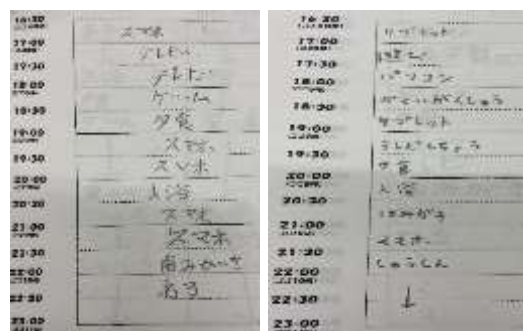 16:30
スマホ
17:00
テレビ
17:30
テレビ
18:00
ゲーム
18:30
夕食
19:00
スマホ
19:30
スマホ
20:00
入浴
20:30
スマホ
21:00
スマホ
21:30
歯みがき
22:00
ねる
22:30
23:00
16:30
タブレット
17:00
17:30
パソコン
18:00
かていがくしゅう
18:30
タブレット
19:00
19:30
夕食
20:00
入浴
20:30
はみがき
21:00
スマホ
21:30
しゅうしん
22:00
↓
22:30
23:00